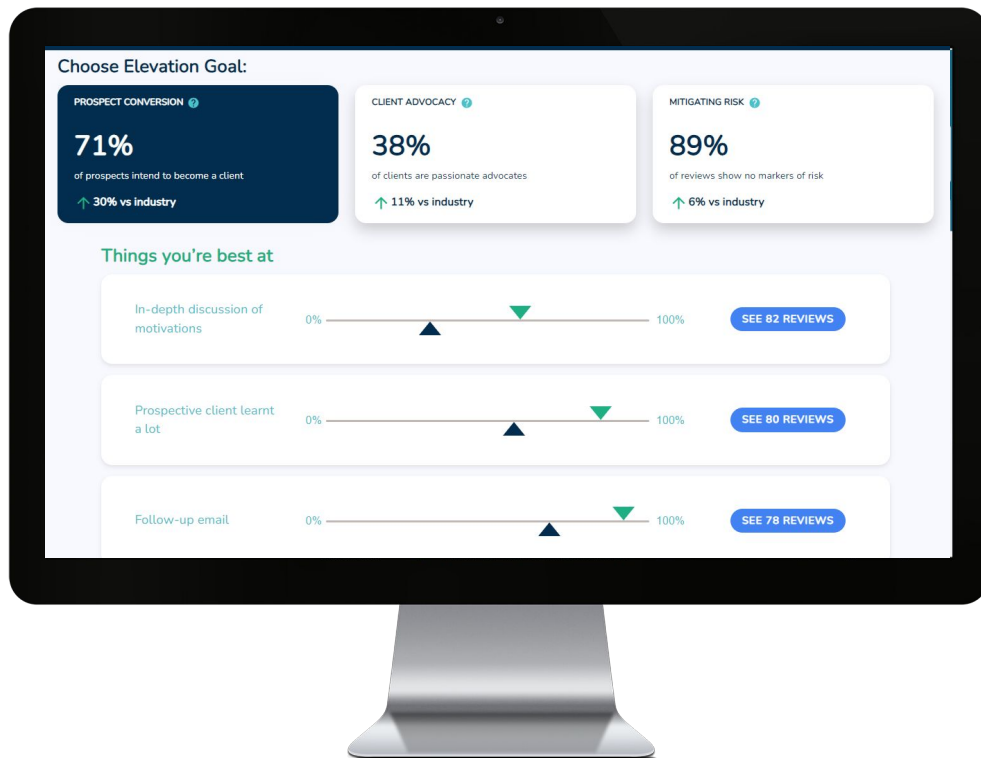 Choose Elevation Goal:
PROSPECT CONVERSION ?
71%
of prospects intend to become a client
↑ 30% vs industry
CLIENT ADVOCACY ?
38%
of clients are passionate advocates
↑ 11% vs industry
MITIGATING RISK ?
89%
of reviews show no markers of risk
↑ 6% vs industry
Things you're best at
In-depth discussion of
motivations
0%
100%
SEE 82 REVIEWS
Prospective client learnt
a lot
0%
100%
SEE 80 REVIEWS
Follow-up email
0%
100%
SEE 78 REVIEWS